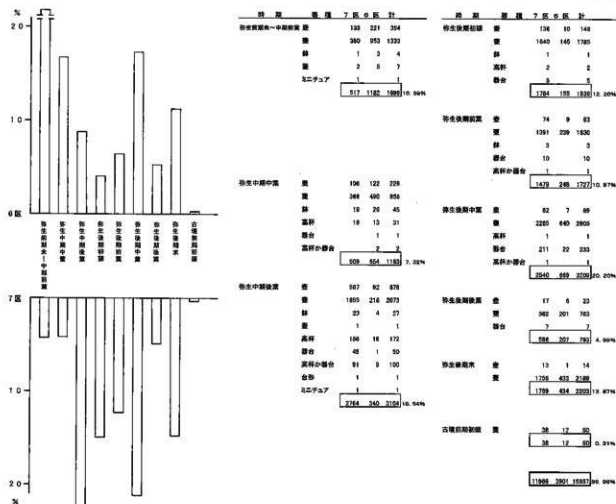 %
20
10
6区
弥生前期末~中期前葉
弥生中期中葉
弥生中期後葉
弥生後期初頭
弥生後期前葉
弥生後期中葉
弥生後期後葉
弥生後期末
古墳前期初頭
7区
10
20
%
時期 器種 7区 6区 計
弥生前期末~中期前葉 壺 133 221 354
甕 380 953 1333
鉢 1 3 4
蓋 2 5 7
ミニチュア 1 1
517 1182 1699 10.69%
弥生中期中葉 壺 106 122 228
甕 366 490 856
鉢 19 26 45
高杯 18 13 31
器台 1 1
高杯か器台 2 2
509 654 1163 7.32%
弥生中期後葉 壺 587 92 679
甕 1855 218 2073
鉢 23 4 27
蓋 1 1
高杯 156 16 172
器台 49 1 50
高杯か器台 91 9 100
台形 1 1
ミニチュア 1 1
2764 340 3104 19.54%
時期 器種 7区 6区 計
弥生後期初頭 壺 136 10 146
甕 1640 145 1785
鉢 1 1
高杯 2 2
器台 5 5
1784 155 1939 12.20%
弥生後期前葉 壺 74 9 83
甕 1391 239 1630
鉢 3 3
器台 10 10
高杯か器台 1 1
1479 248 1727 10.87%
弥生後期中葉 壺 62 7 69
甕 2265 640 2905
高杯 1 1
器台 211 22 233
高杯か器台 1 1
2540 669 3209 20.20%
弥生後期後葉 壺 17 6 23
甕 562 201 763
器台 7 7
586 207 793 4.99%
弥生後期末 壺 13 1 14
甕 1756 433 2189
1769 434 2203 13.87%
古墳前期初頭 甕 38 12 50
38 12 50 0.31%
11986 3901 15887 99.99%